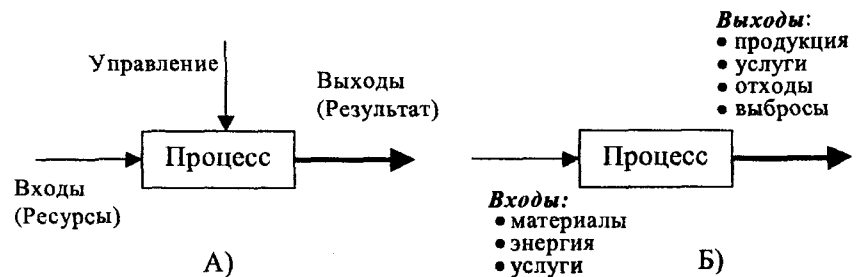 Управление
Выходы
(Результат)
Процесс
Входы
(Ресурсы)
А)
Выходы:
• продукция
• услуги
• отходы
• выбросы
Процесс
Входы:
• материалы
• энергия
• услуги
Б)